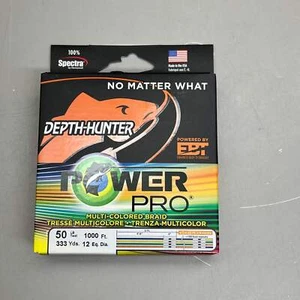 100%
Spectra
Made in the USA
NO MATTER WHAT
DEPTH-HUNTER
POWERED BY
EBT
POWER
PRO®
MULTI-COLORED BRAID
TRESSE MULTICOLORE • TRENZA MULTICOLOR
50 LB 1000 Ft.
333 Yds. 12 Eq. Dia.